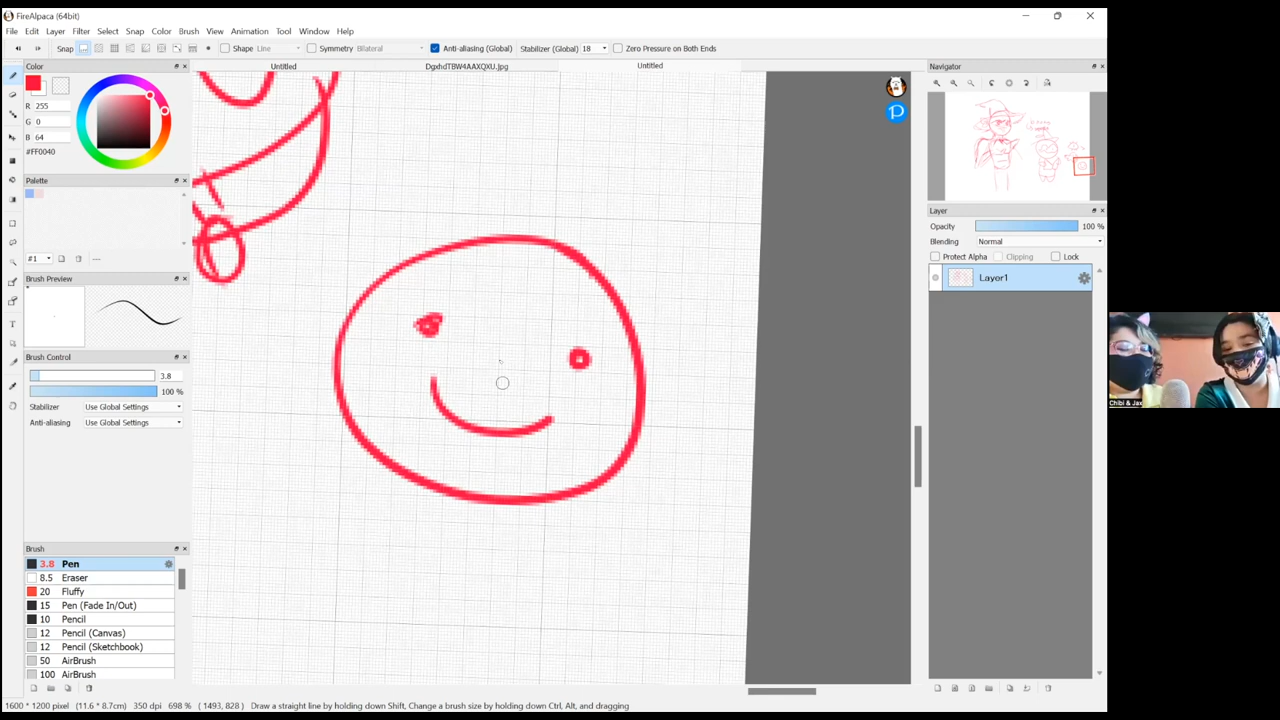 FireAlpaca (64bit)
File Edit Layer Filter Select Snap Color Brush Animation Tool Window Help
Snap Shape Line Symmetry Bilateral Anti-aliasing (Global) Stabilizer (Global) 18 Zero Pressure on Both Ends
Color
Untitled DgxhdTBW4AAXQXU.jpg Untitled
Navigator
R 255
G 0
B 64
#FF0040
Palette
#1
Brush Preview
Brush Control
3.8
100 %
Stabilizer Use Global Settings
Anti-aliasing Use Global Settings
Brush
3.8 Pen
8.5 Eraser
20 Fluffy
15 Pen (Fade In/Out)
10 Pencil
12 Pencil (Canvas)
12 Pencil (Sketchbook)
50 AirBrush
100 AirBrush
Layer
Opacity 100 %
Blending Normal
Protect Alpha Clipping Lock
Layer1
Chibi & Jax
1600 * 1200 pixel (11.6 * 8.7cm) 350 dpi 698 % ( 1493, 828 ) Draw a straight line by holding down Shift, Change a brush size by holding down Ctrl, Alt, and dragging